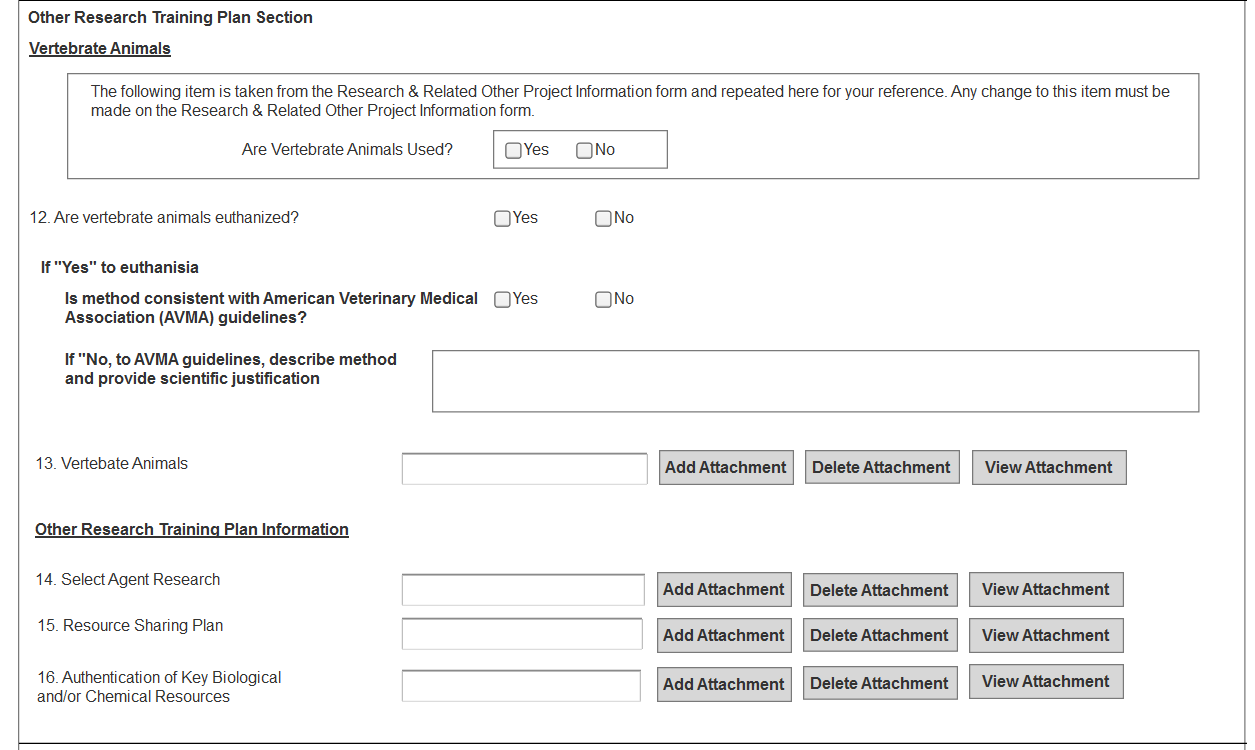 Other Research Training Plan Section
Vertebrate Animals
The following item is taken from the Research & Related Other Project Information form and repeated here for your reference. Any change to this item must be
made on the Research & Related Other Project Information form.
Are Vertebrate Animals Used? Yes No
12. Are vertebrate animals euthanized? Yes No
If "Yes" to euthanisia
Is method consistent with American Veterinary Medical Yes No
Association (AVMA) guidelines?
If "No, to AVMA guidelines, describe method
and provide scientific justification
13. Vertebate Animals Add Attachment Delete Attachment View Attachment
Other Research Training Plan Information
14. Select Agent Research Add Attachment Delete Attachment View Attachment
15. Resource Sharing Plan Add Attachment Delete Attachment View Attachment
16. Authentication of Key Biological Add Attachment Delete Attachment View Attachment
and/or Chemical Resources